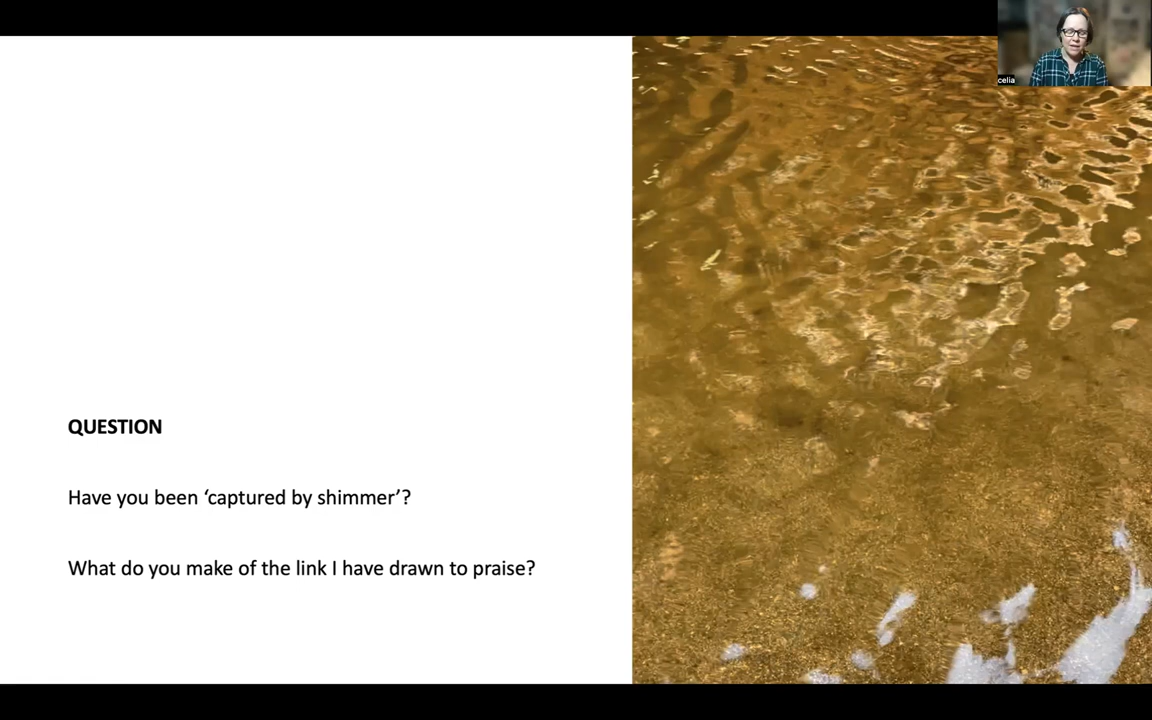 celia
QUESTION
Have you been ‘captured by shimmer’?
What do you make of the link I have drawn to praise?